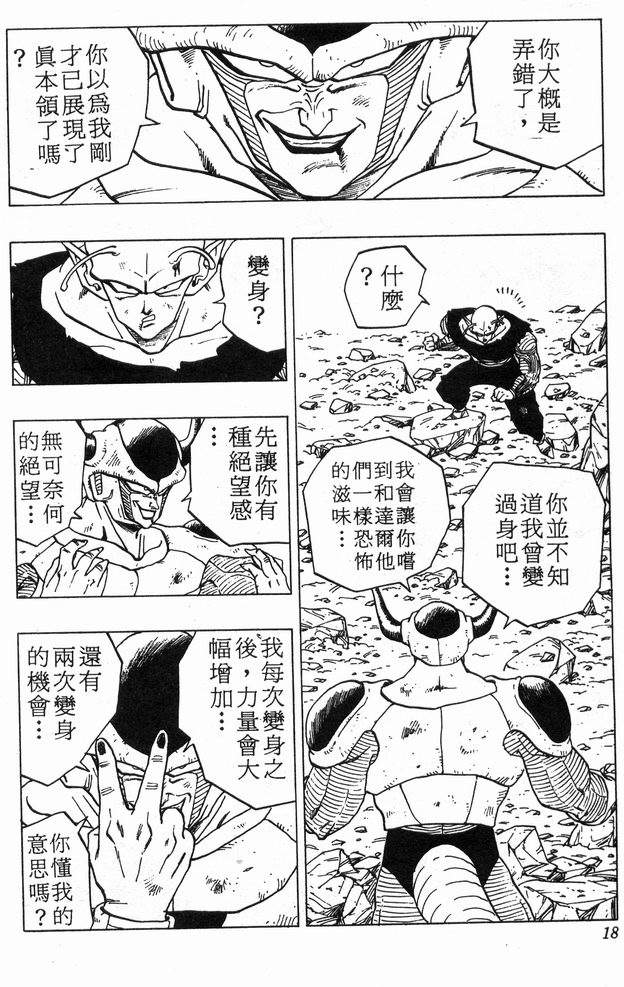 你大概是
弄錯了，
你以為我剛
才已展現了
眞本領了嗎
？
什麼
？
你並不知
道我曾變
過身吧…
我會讓你嚐
到和達爾他
們一樣恐怖
的滋味…
變身？
先讓你有
種絕望感
…
無可奈何
的絕望…
我每次變身之
後，力量會大
幅增加…
還有
兩次變身
的機會…
你懂我的
意思嗎？
18